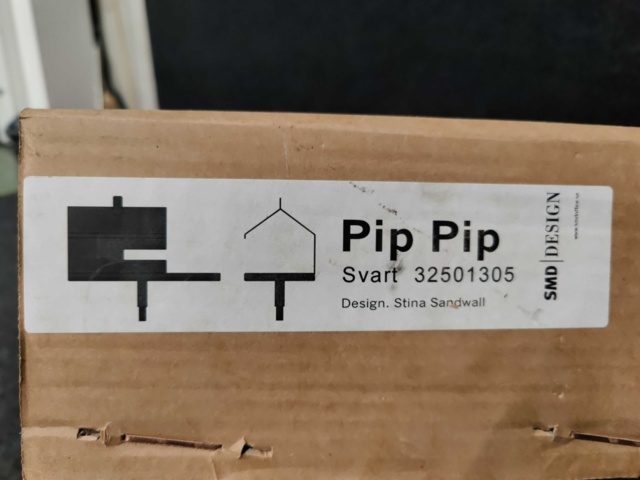 Pip Pip
Svart 32501305
Design. Stina Sandwall
SMD | DESIGN